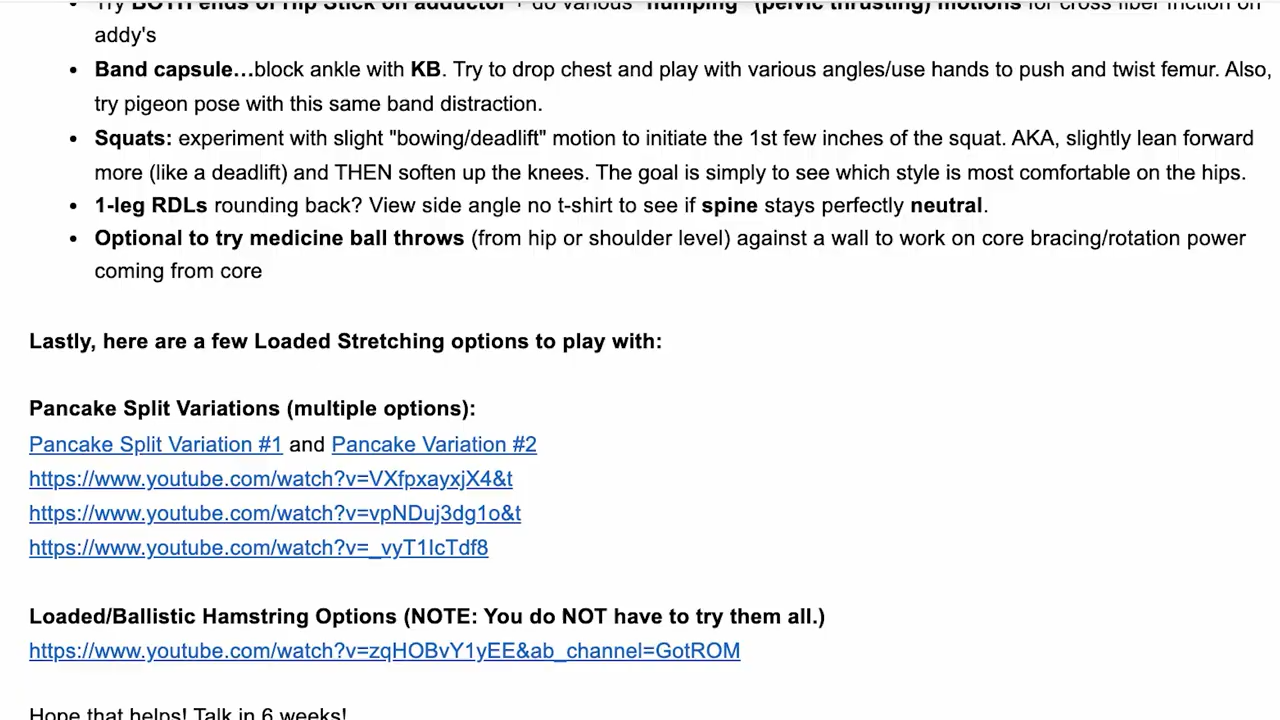 Try BOTH ends of Hip Stick on adductor + do various "humping" (pelvic thrusting) motions for cross fiber friction on
addy's
Band capsule…block ankle with KB. Try to drop chest and play with various angles/use hands to push and twist femur. Also,
try pigeon pose with this same band distraction.
Squats: experiment with slight "bowing/deadlift" motion to initiate the 1st few inches of the squat. AKA, slightly lean forward
more (like a deadlift) and THEN soften up the knees. The goal is simply to see which style is most comfortable on the hips.
1-leg RDLs rounding back? View side angle no t-shirt to see if spine stays perfectly neutral.
Optional to try medicine ball throws (from hip or shoulder level) against a wall to work on core bracing/rotation power
coming from core
Lastly, here are a few Loaded Stretching options to play with:
Pancake Split Variations (multiple options):
Pancake Split Variation #1 and Pancake Variation #2
https://www.youtube.com/watch?v=VXfpxayxjX4&t
https://www.youtube.com/watch?v=vpNDuj3dg1o&t
https://www.youtube.com/watch?v=_vyT1IcTdf8
Loaded/Ballistic Hamstring Options (NOTE: You do NOT have to try them all.)
https://www.youtube.com/watch?v=zqHOBvY1yEE&ab_channel=GotROM
Hope that helps! Talk in 6 weeks!